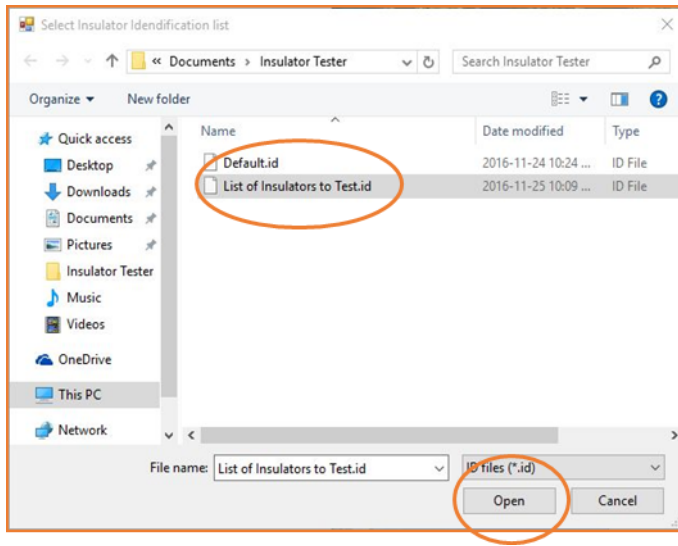 Select Insulator Idendification list
« Documents › Insulator Tester
Search Insulator Tester
Organize
New folder
Name Date modified Type
Quick access
Desktop
Downloads
Documents
Pictures
Insulator Tester
Music
Videos
OneDrive
This PC
Network
Default.id 2016-11-24 10:24 ... ID File
List of Insulators to Test.id 2016-11-25 10:09 ... ID File
File name: List of Insulators to Test.id
ID files (*.id)
Open Cancel